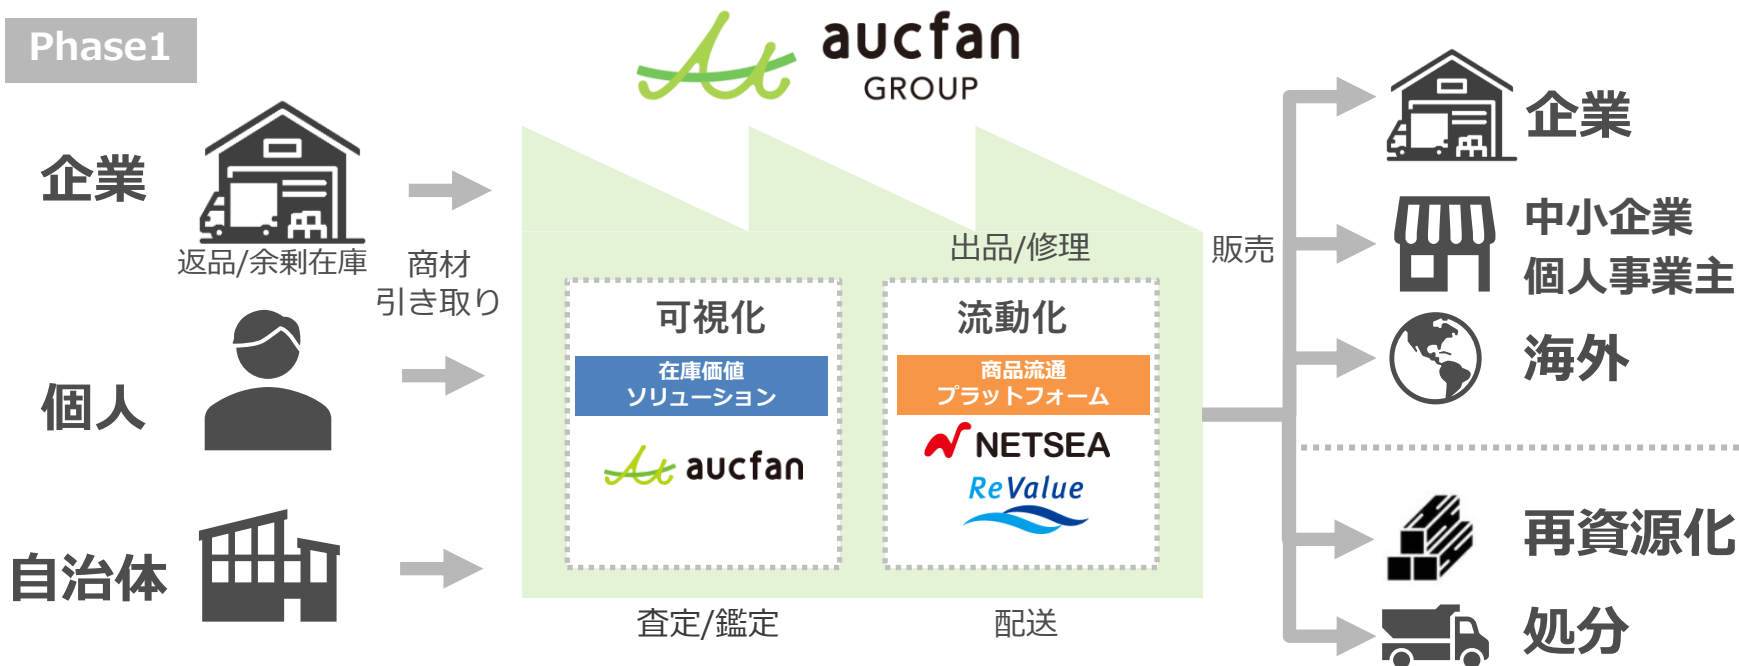 Phase1
aucfan
GROUP
企業
返品/余剰在庫
個人
自治体
商材
引き取り
出品/修理
可視化
在庫価値
ソリューション
aucfan
流動化
商品流通
プラットフォーム
NETSEA
ReValue
査定/鑑定
配送
販売
企業
中小企業
個人事業主
海外
再資源化
処分